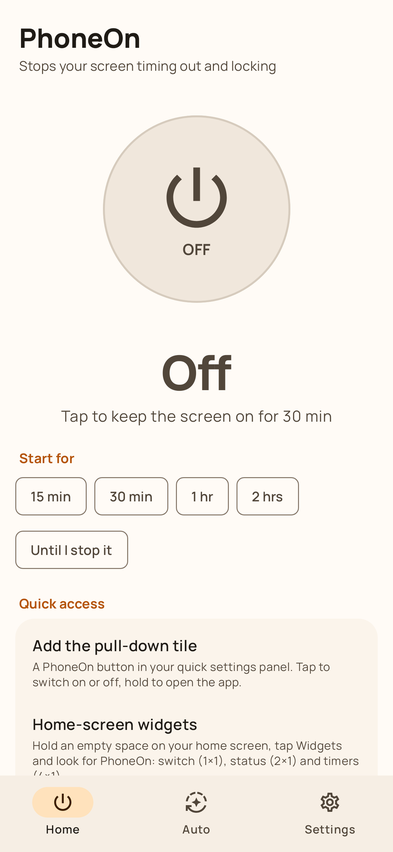 PhoneOn
Stops your screen timing out and locking
OFF
Off
Tap to keep the screen on for 30 min
Start for
15 min
30 min
1 hr
2 hrs
Until I stop it
Quick access
Add the pull-down tile
A PhoneOn button in your quick settings panel. Tap to
switch on or off, hold to open the app.
Home-screen widgets
Hold an empty space on your home screen, tap Widgets
and look for PhoneOn: switch (1×1), status (2×1) and timers
(4×1)
Home
Auto
Settings